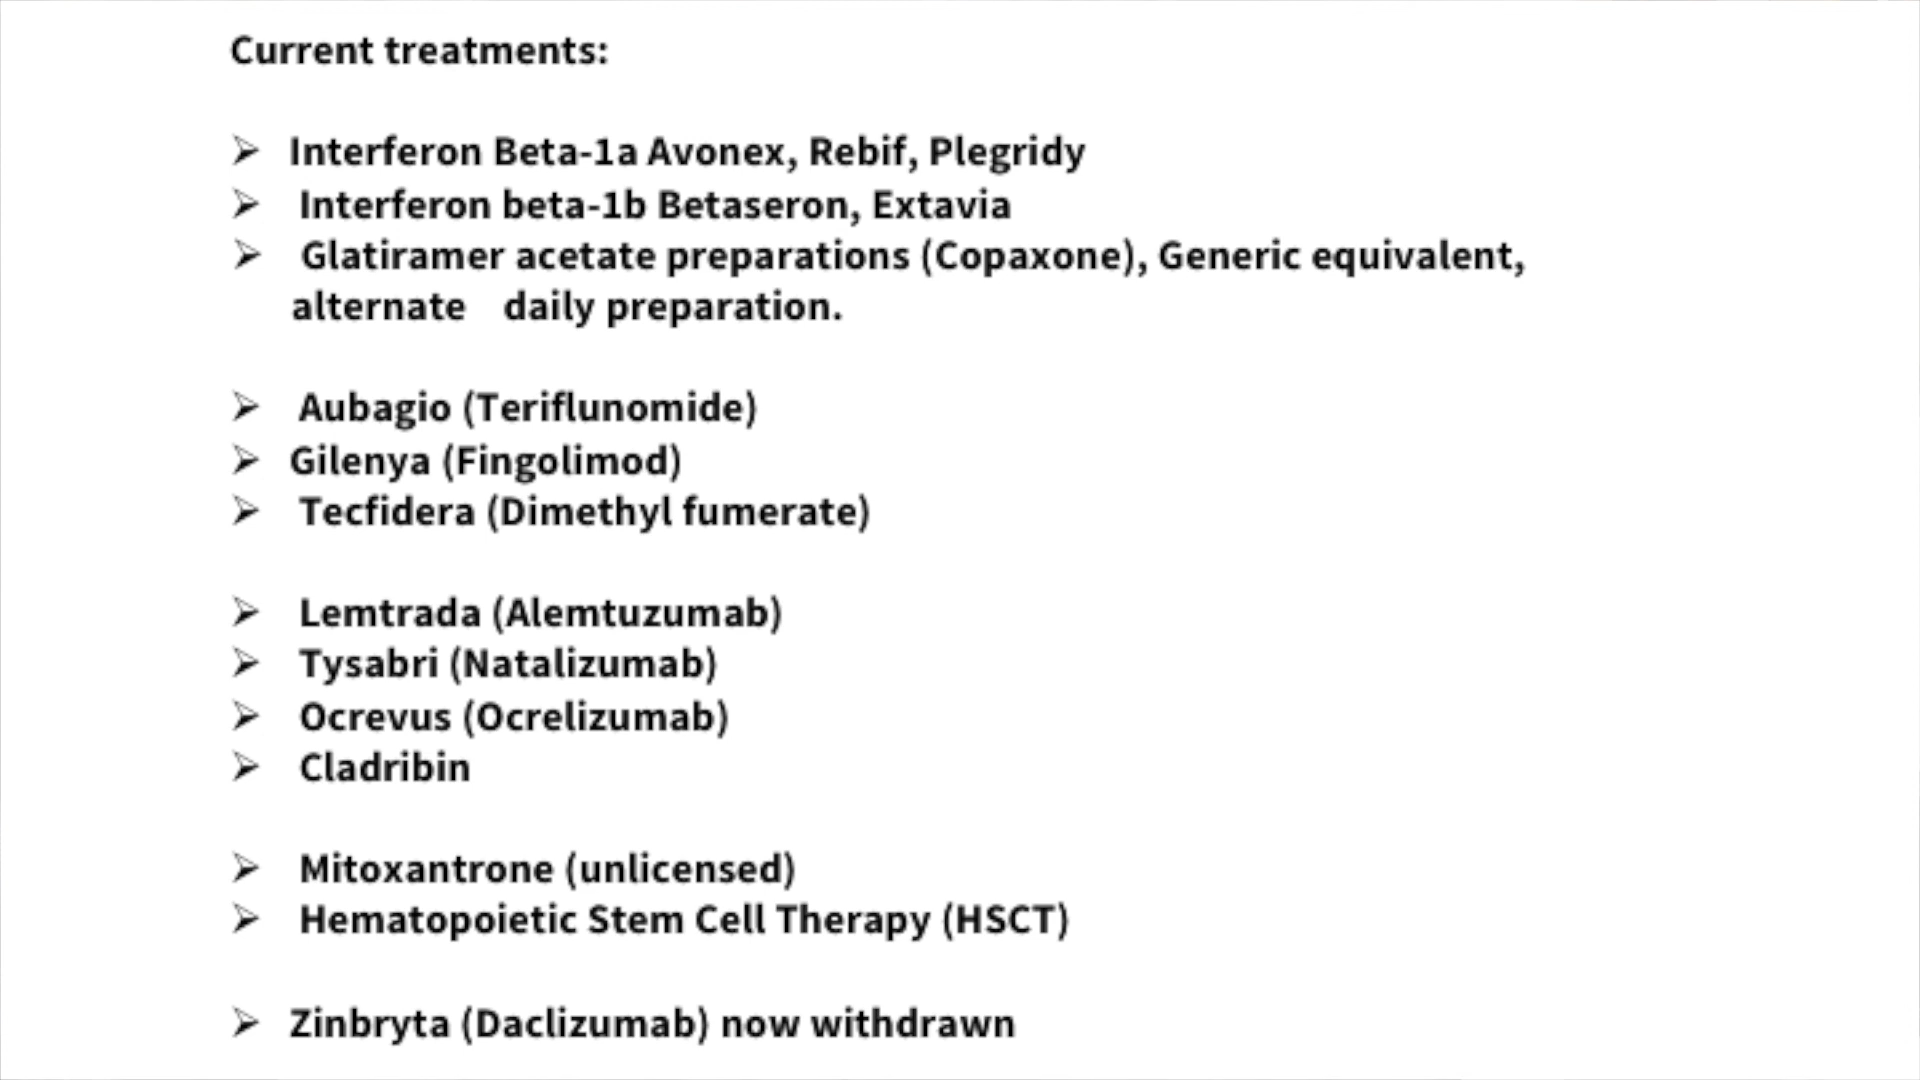 Current treatments:
➢ Interferon Beta-1a Avonex, Rebif, Plegridy
➢ Interferon beta-1b Betaseron, Extavia
➢ Glatiramer acetate preparations (Copaxone), Generic equivalent,
alternate daily preparation.
➢ Aubagio (Teriflunomide)
➢ Gilenya (Fingolimod)
➢ Tecfidera (Dimethyl fumerate)
➢ Lemtrada (Alemtuzumab)
➢ Tysabri (Natalizumab)
➢ Ocrevus (Ocrelizumab)
➢ Cladribin
➢ Mitoxantrone (unlicensed)
➢ Hematopoietic Stem Cell Therapy (HSCT)
➢ Zinbryta (Daclizumab) now withdrawn